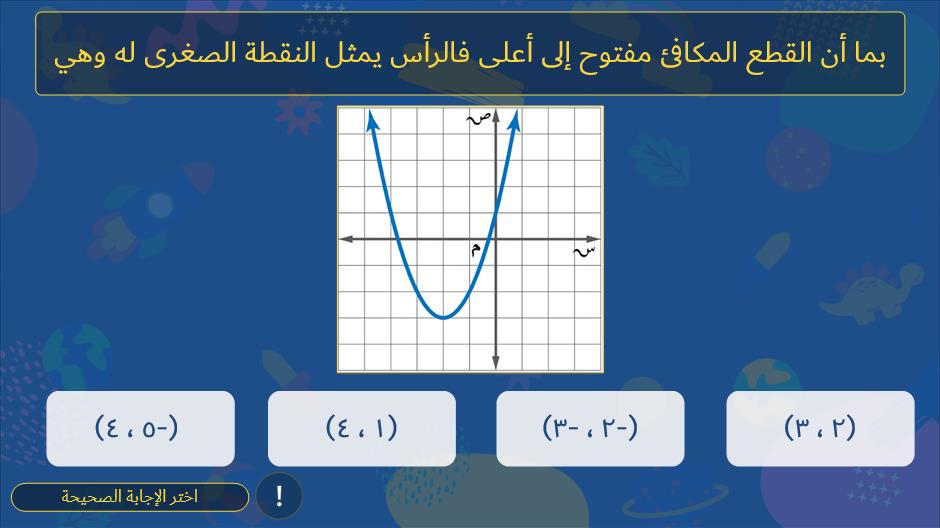 بما أن القطع المكافئ مفتوح إلى أعلى فالرأس يمثل النقطة الصغرى له وهي
ص
م
س
(٢ ، ٣)
(-٢ ، -٣)
(١ ، ٤)
(-٥ ، ٤)
!
اختر الإجابة الصحيحة